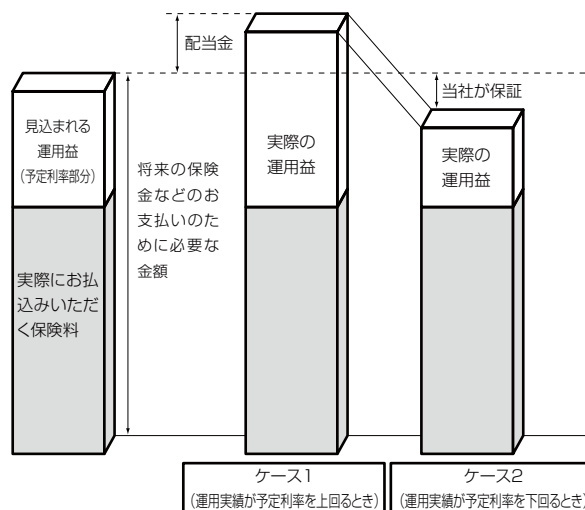 配当金
当社が保証
見込まれる
運用益
（予定利率部分）
将来の保険
金などのお
支払いのた
めに必要な
金額
実際の
運用益
実際の
運用益
実際にお払
込みいただ
く保険料
ケース1
（運用実績が予定利率を上回るとき）
ケース2
（運用実績が予定利率を下回るとき）